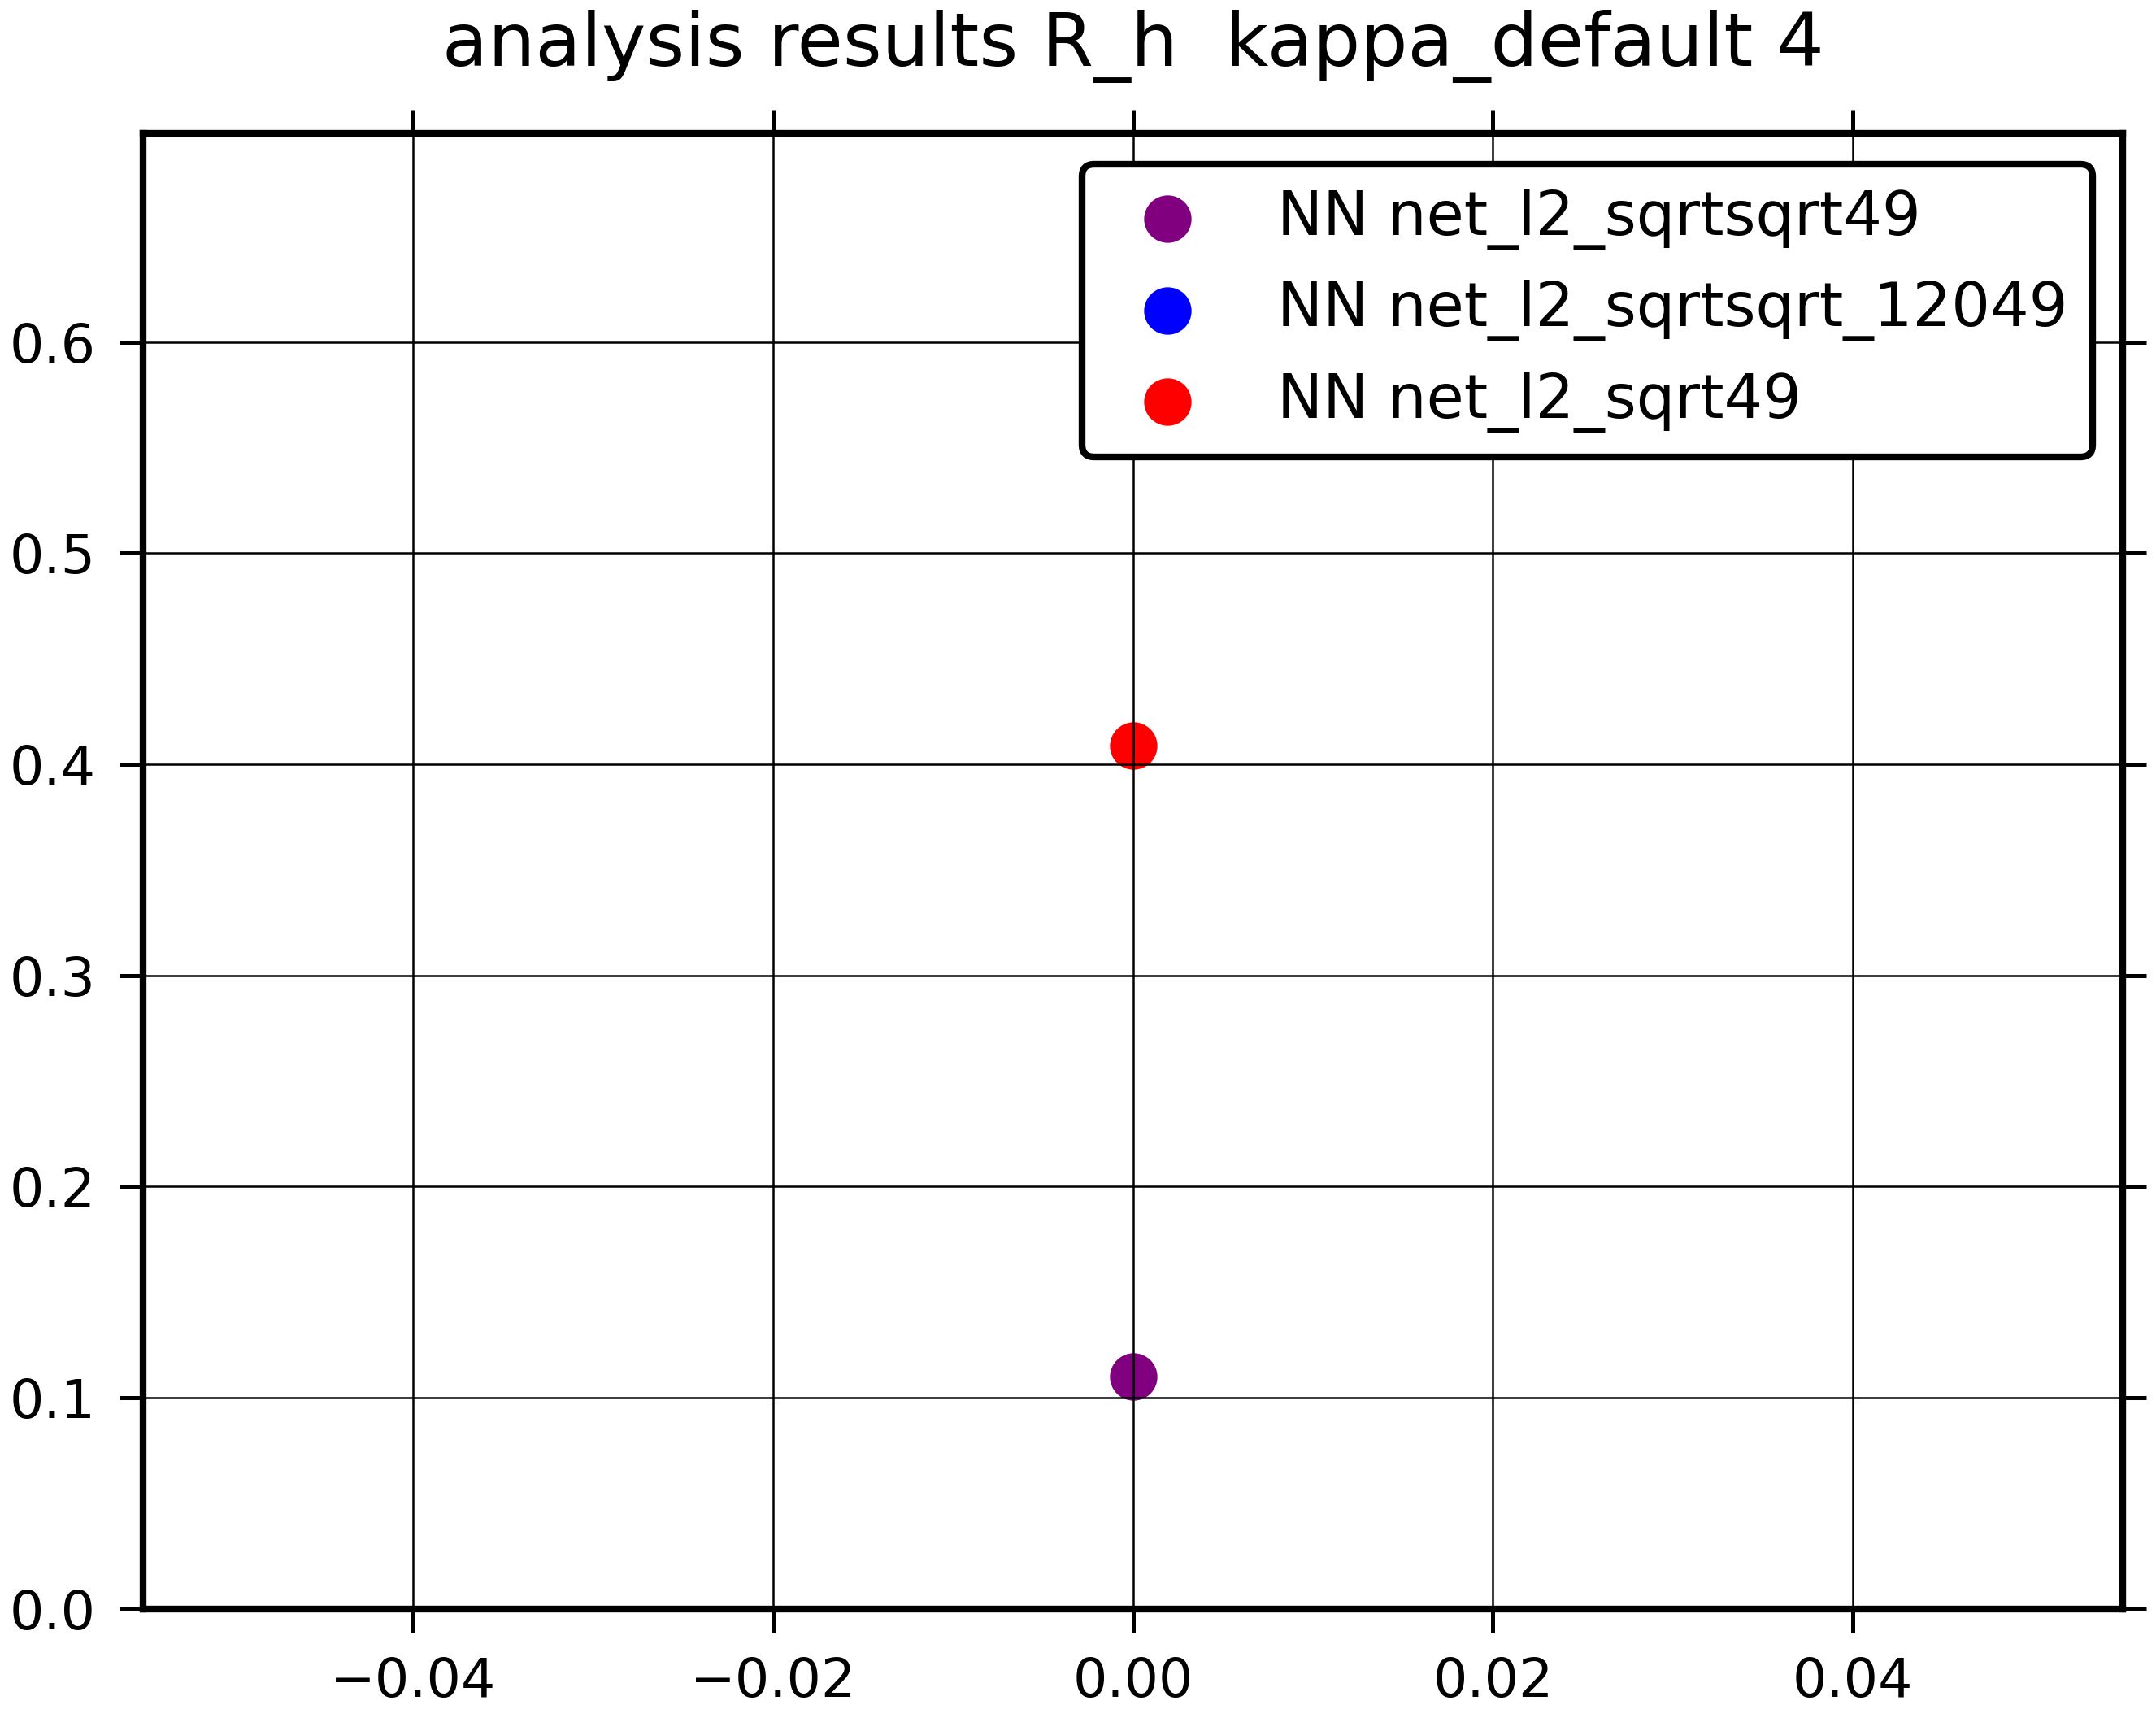 analysis results R_h  kappa_default 4
NN net_l2_sqrtsqrt49
NN net_l2_sqrtsqrt_12049
NN net_l2_sqrt49
0.6
0.5
0.4
0.3
0.2
0.1
0.0
−0.04 −0.02 0.00 0.02 0.04